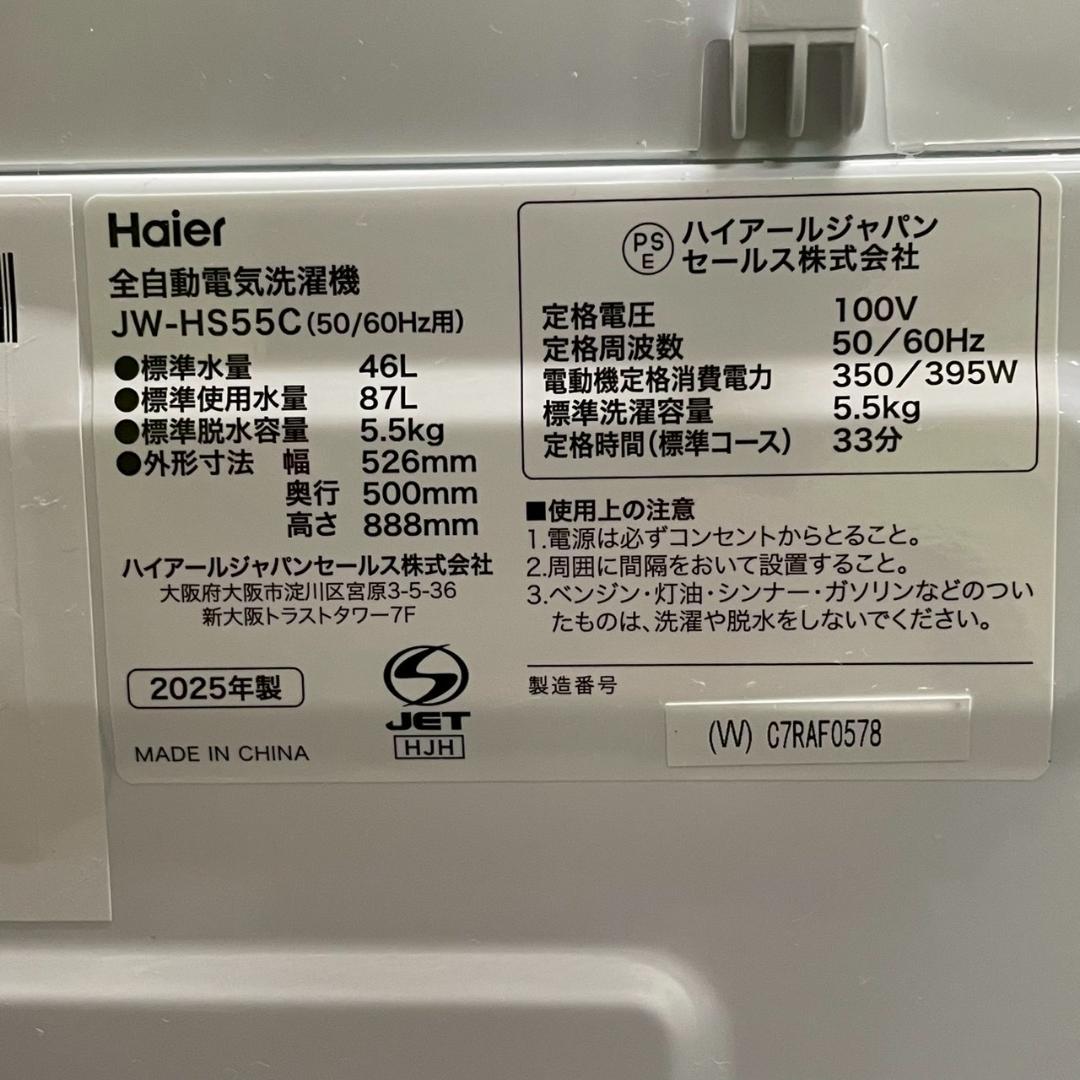 Haier
全自動電気洗濯機
JW-HS55C(50/60Hz用)
●標準水量 46L
●標準使用水量 87L
●標準脱水容量 5.5kg
●外形寸法 幅 526mm
奥行 500mm
高さ 888mm
ハイアールジャパンセールス株式会社
大阪府大阪市淀川区宮原3-5-36
新大阪トラストタワー7F
2025年製
MADE IN CHINA
JET
HJH
PS
E
ハイアールジャパン
セールス株式会社
定格電圧 100V
定格周波数 50/60Hz
電動機定格消費電力 350/395W
標準洗濯容量 5.5kg
定格時間(標準コース) 33分
■使用上の注意
1.電源は必ずコンセントからとること。
2.周囲に間隔をおいて設置すること。
3.ベンジン・灯油・シンナー・ガソリンなどのつい
たものは、洗濯や脱水をしないでください。
製造番号
(W) C7RAF0578